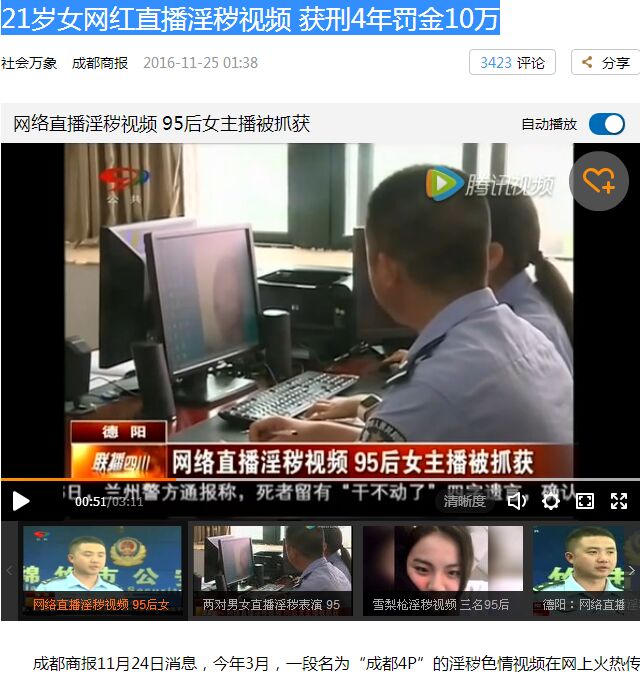 21岁女网红直播淫秽视频 获刑4年罚金10万
社会万象 成都商报 2016-11-25 01:38
3423 评论
分享
网络直播淫秽视频 95后女主播被抓获
自动播放
公共
腾讯视频
德阳
联播四川
网络直播淫秽视频 95后女主播被抓获
日，兰州警方通报称，死者留有“干不动了”四字遗言，确认
00:51/03:11
清晰度
网络直播淫秽视频 95后女
两对男女直播淫秽表演 95
雪梨枪淫秽视频 三名95后
德阳：网络直播
成都商报11月24日消息，今年3月，一段名为“成都4P”的淫秽色情视频在网上火热传